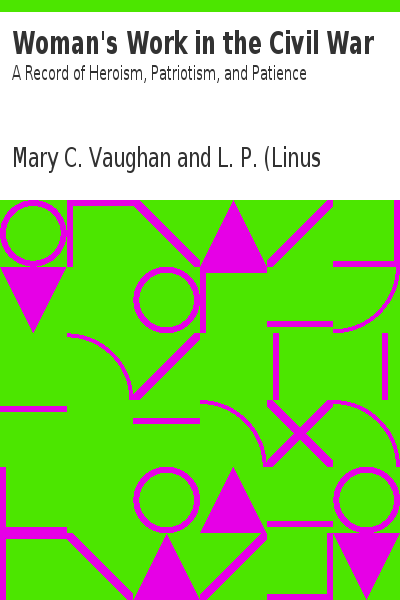 Woman's Work in the Civil War
A Record of Heroism, Patriotism, and Patience
Mary C. Vaughan and L. P. (Linus